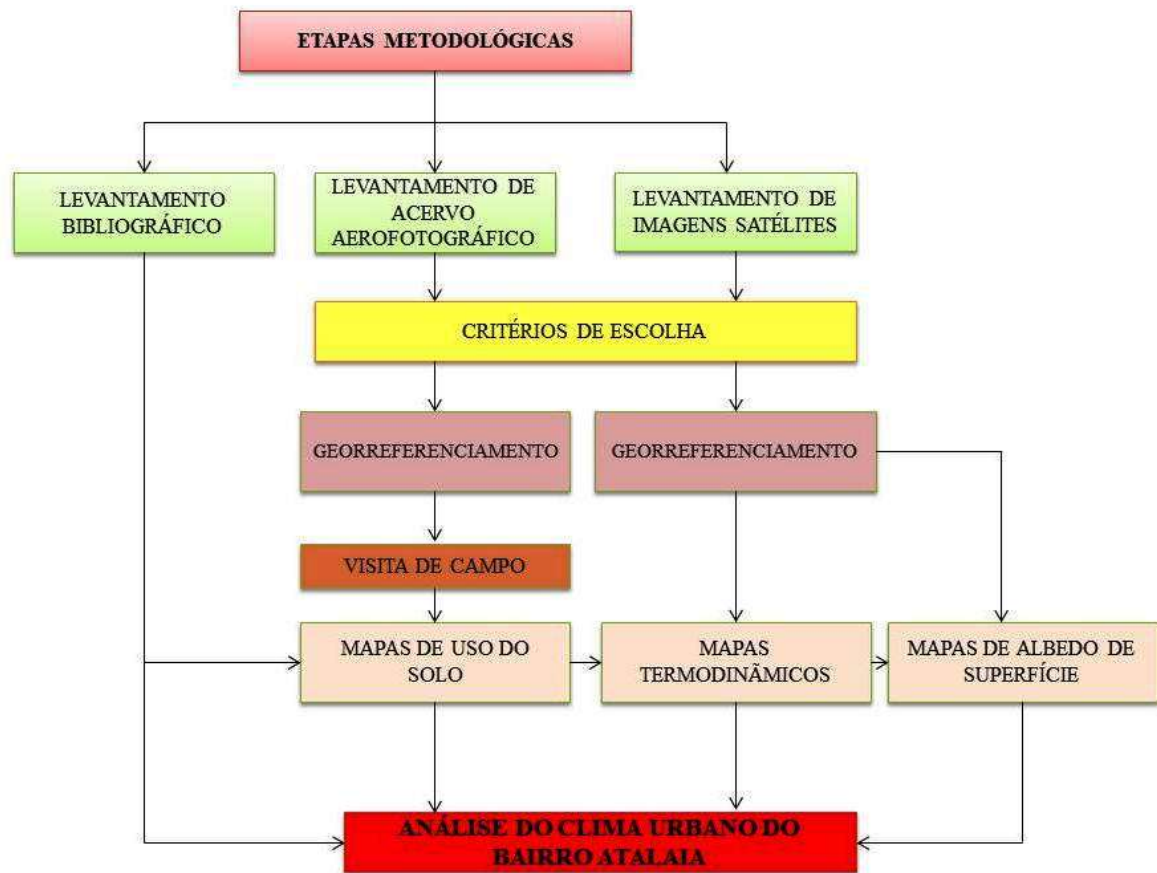 ETAPAS METODOLÓGICAS
LEVANTAMENTO
BIBLIOGRÁFICO
LEVANTAMENTO DE
ACERVO
AEROFOTOGRÁFICO
LEVANTAMENTO DE
IMAGENS SATÉLITES
CRITÉRIOS DE ESCOLHA
GEORREFERENCIAMENTO
GEORREFERENCIAMENTO
VISITA DE CAMPO
MAPAS DE USO DO
SOLO
MAPAS
TERMODINÃMICOS
MAPAS DE ALBEDO DE
SUPERFÍCIE
ANÁLISE DO CLIMA URBANO DO
BAIRRO ATALAIA